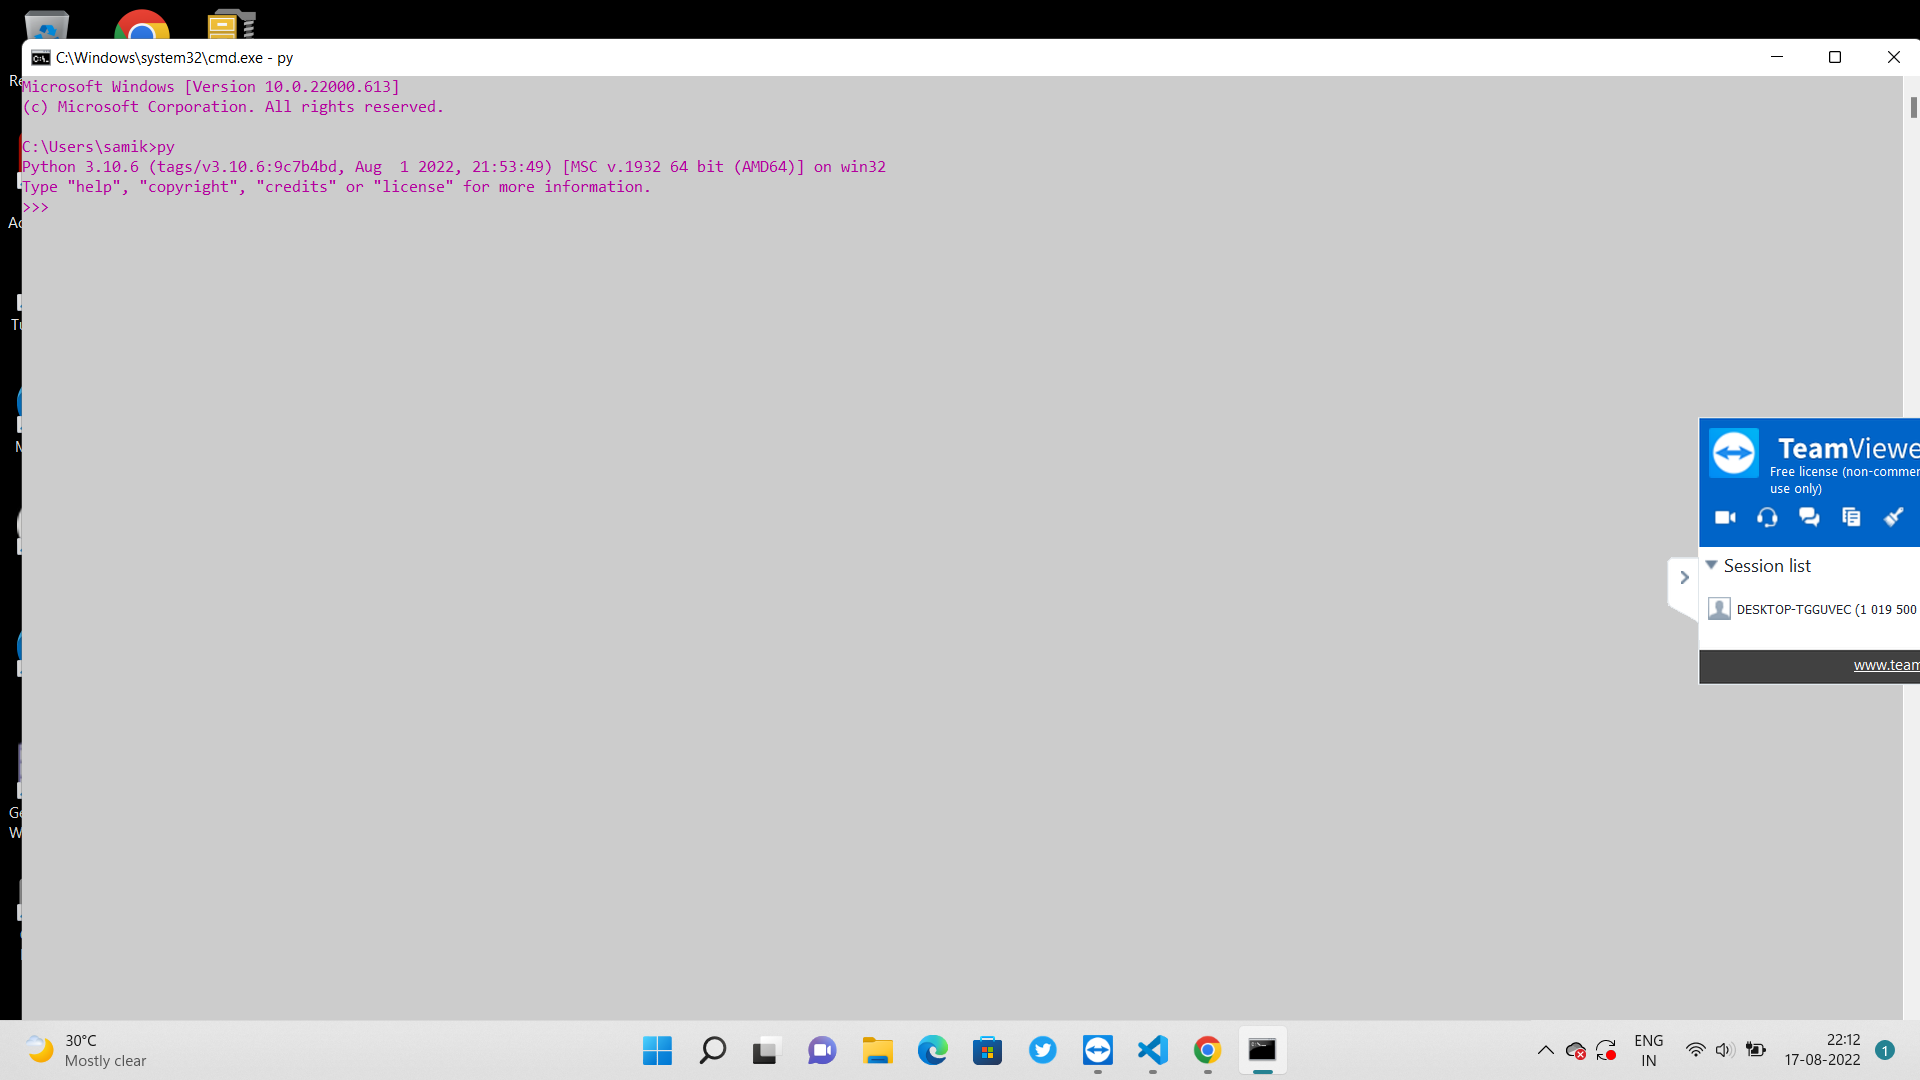 C:\Windows\system32\cmd.exe - py
Microsoft Windows [Version 10.0.22000.613]
(c) Microsoft Corporation. All rights reserved.
C:\Users\samik>py
Python 3.10.6 (tags/v3.10.6:9c7b4bd, Aug  1 2022, 21:53:49) [MSC v.1932 64 bit (AMD64)] on win32
Type "help", "copyright", "credits" or "license" for more information.
>>>
TeamViewe
Free license (non-commer
use only)
Session list
DESKTOP-TGGUVEC (1 019 500
www.team
30°C
Mostly clear
ENG
IN
22:12
17-08-2022
1